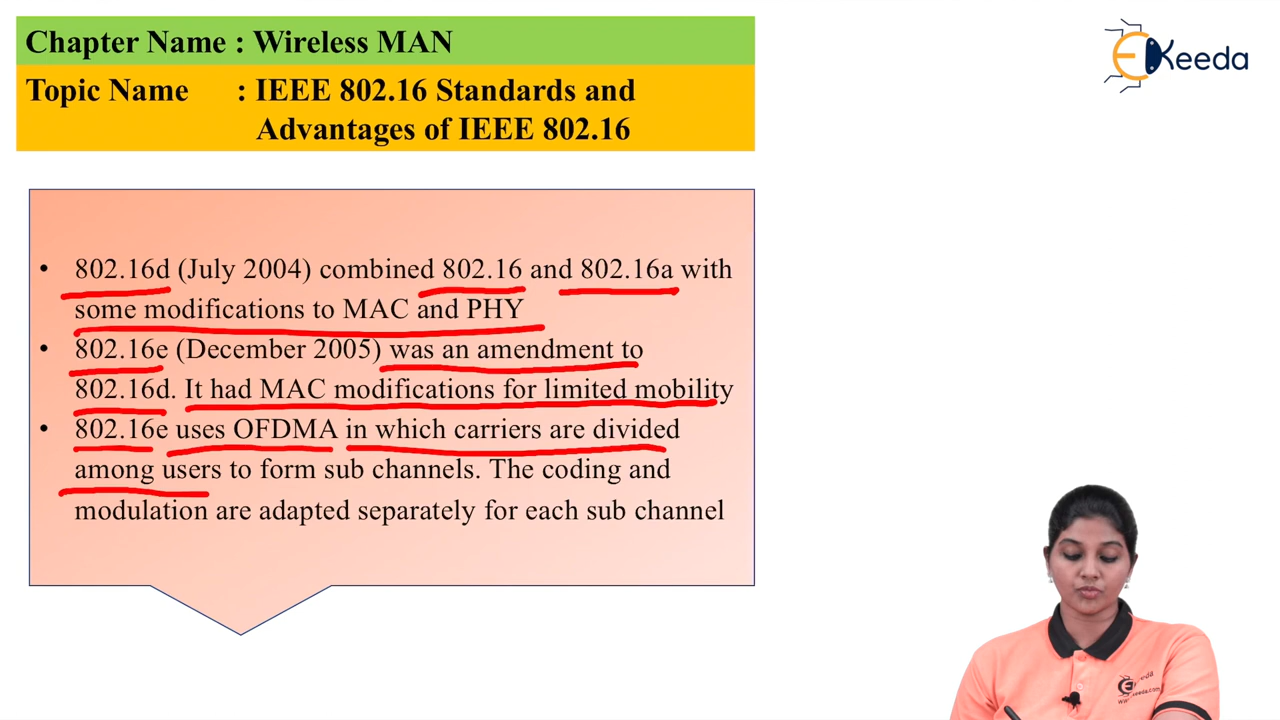 Chapter Name : Wireless MAN
Keeda
Topic Name : IEEE 802.16 Standards and
Advantages of IEEE 802.16
• 802.16d (July 2004) combined 802.16 and 802.16a with
some modifications to MAC and PHY
• 802.16e (December 2005) was an amendment to
802.16d. It had MAC modifications for limited mobility
• 802.16e uses OFDMA in which carriers are divided
among users to form sub channels. The coding and
modulation are adapted separately for each sub channel